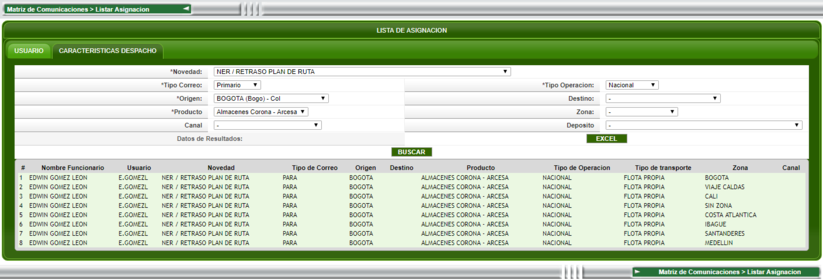 Matriz de Comunicaciones > Listar Asignacion
LISTA DE ASIGNACION
USUARIO CARACTERISTICAS DESPACHO
*Novedad: NER / RETRASO PLAN DE RUTA
*Tipo Correo: Primario *Tipo Operacion: Nacional
*Origen: BOGOTA (Bogo) - Col Destino: -
*Producto Almacenes Corona - Arcesa Zona: -
Canal - Deposito -
Datos de Resultados: EXCEL
BUSCAR
# Nombre Funcionario Usuario Novedad Tipo de Correo Origen Destino Producto Tipo de Operacion Tipo de transporte Zona Canal
1 EDWIN GOMEZ LEON E.GOMEZL NER / RETRASO PLAN DE RUTA PARA BOGOTA ALMACENES CORONA - ARCESA NACIONAL FLOTA PROPIA BOGOTA
2 EDWIN GOMEZ LEON E.GOMEZL NER / RETRASO PLAN DE RUTA PARA BOGOTA ALMACENES CORONA - ARCESA NACIONAL FLOTA PROPIA VIAJE CALDAS
3 EDWIN GOMEZ LEON E.GOMEZL NER / RETRASO PLAN DE RUTA PARA BOGOTA ALMACENES CORONA - ARCESA NACIONAL FLOTA PROPIA CALI
4 EDWIN GOMEZ LEON E.GOMEZL NER / RETRASO PLAN DE RUTA PARA BOGOTA ALMACENES CORONA - ARCESA NACIONAL FLOTA PROPIA SIN ZONA
5 EDWIN GOMEZ LEON E.GOMEZL NER / RETRASO PLAN DE RUTA PARA BOGOTA ALMACENES CORONA - ARCESA NACIONAL FLOTA PROPIA COSTA ATLANTICA
6 EDWIN GOMEZ LEON E.GOMEZL NER / RETRASO PLAN DE RUTA PARA BOGOTA ALMACENES CORONA - ARCESA NACIONAL FLOTA PROPIA IBAGUE
7 EDWIN GOMEZ LEON E.GOMEZL NER / RETRASO PLAN DE RUTA PARA BOGOTA ALMACENES CORONA - ARCESA NACIONAL FLOTA PROPIA SANTANDERES
8 EDWIN GOMEZ LEON E.GOMEZL NER / RETRASO PLAN DE RUTA PARA BOGOTA ALMACENES CORONA - ARCESA NACIONAL FLOTA PROPIA MEDELLIN
Matriz de Comunicaciones > Listar Asignacion